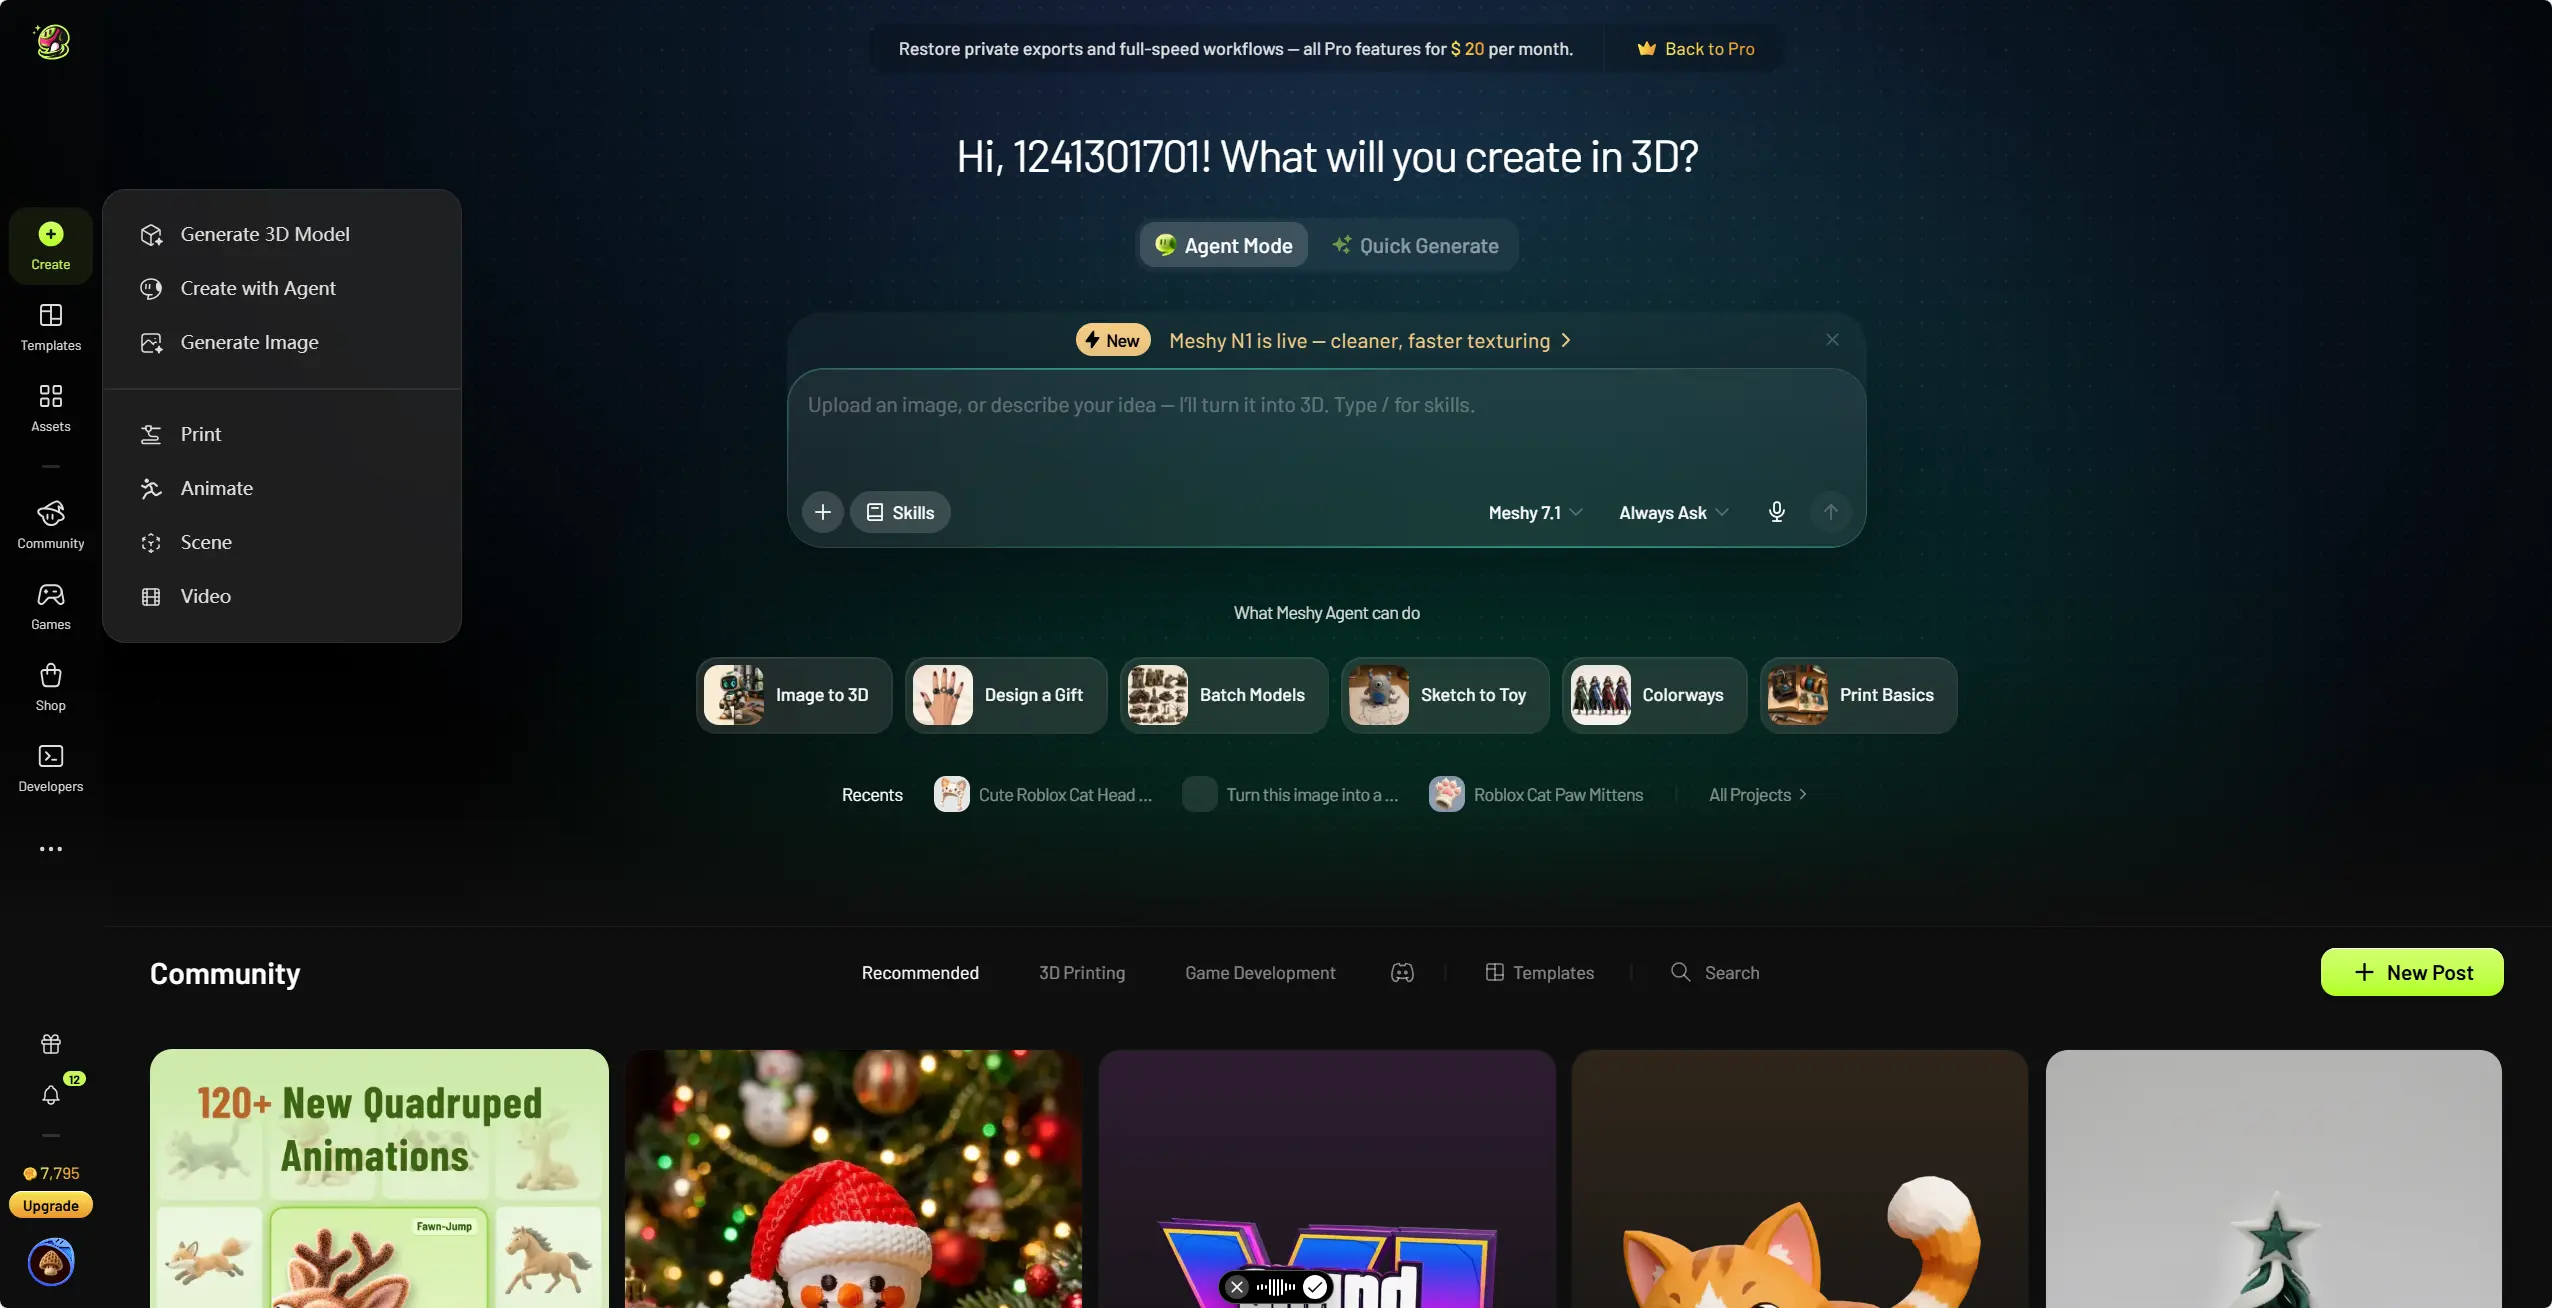 Restore private exports and full-speed workflows — all Pro features for $ 20 per month.
Back to Pro
Hi, 1241301701! What will you create in 3D?
Create
Templates
Assets
Community
Games
Shop
Developers
12
7,795
Upgrade
Generate 3D Model
Create with Agent
Generate Image
Print
Animate
Scene
Video
Agent Mode
Quick Generate
New
Meshy N1 is live — cleaner, faster texturing
Upload an image, or describe your idea — I'll turn it into 3D. Type / for skills.
Skills
Meshy 7.1
Always Ask
What Meshy Agent can do
Image to 3D
Design a Gift
Batch Models
Sketch to Toy
Colorways
Print Basics
Recents
Cute Roblox Cat Head ...
Turn this image into a ...
Roblox Cat Paw Mittens
All Projects
Community
Recommended
3D Printing
Game Development
Templates
Search
New Post
120+ New Quadruped
Animations
Fawn-Jump